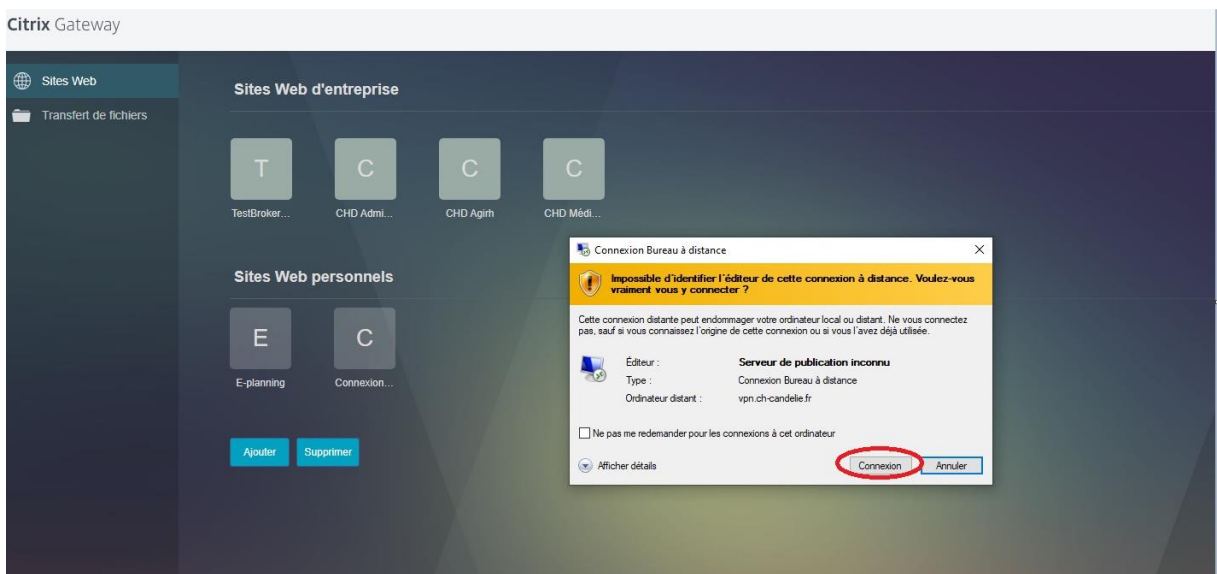 Citrix Gateway
Sites Web
Transfert de fichiers
Sites Web d'entreprise
T
C
C
C
TestBroker...
CHD Admi...
CHD Agirh
CHD Médi...
Sites Web personnels
E
C
E-planning
Connexion...
Ajouter
Supprimer
Connexion Bureau à distance
Impossible d'identifier l'éditeur de cette connexion à distance. Voulez-vous
vraiment vous y connecter ?
Cette connexion distante peut endommager votre ordinateur local ou distant. Ne vous connectez
pas, sauf si vous connaissez l'origine de cette connexion ou si vous l'avez déjà utilisée.
Éditeur :
Serveur de publication inconnu
Type :
Connexion Bureau à distance
Ordinateur distant :
vpn.ch-candelie.fr
Ne pas me redemander pour les connexions à cet ordinateur
Afficher détails
Connexion
Annuler